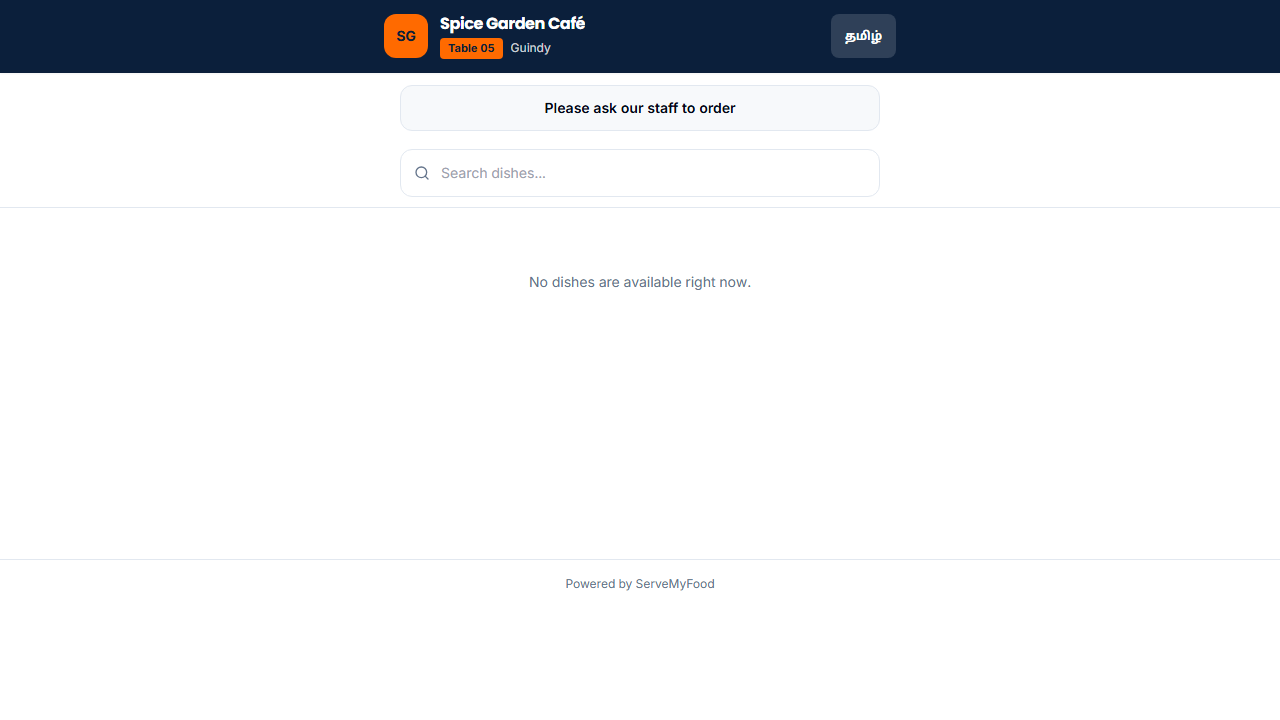 SG
Spice Garden Café
Table 05 Guindy
தமிழ்
Please ask our staff to order
Search dishes...
No dishes are available right now.
Powered by ServeMyFood